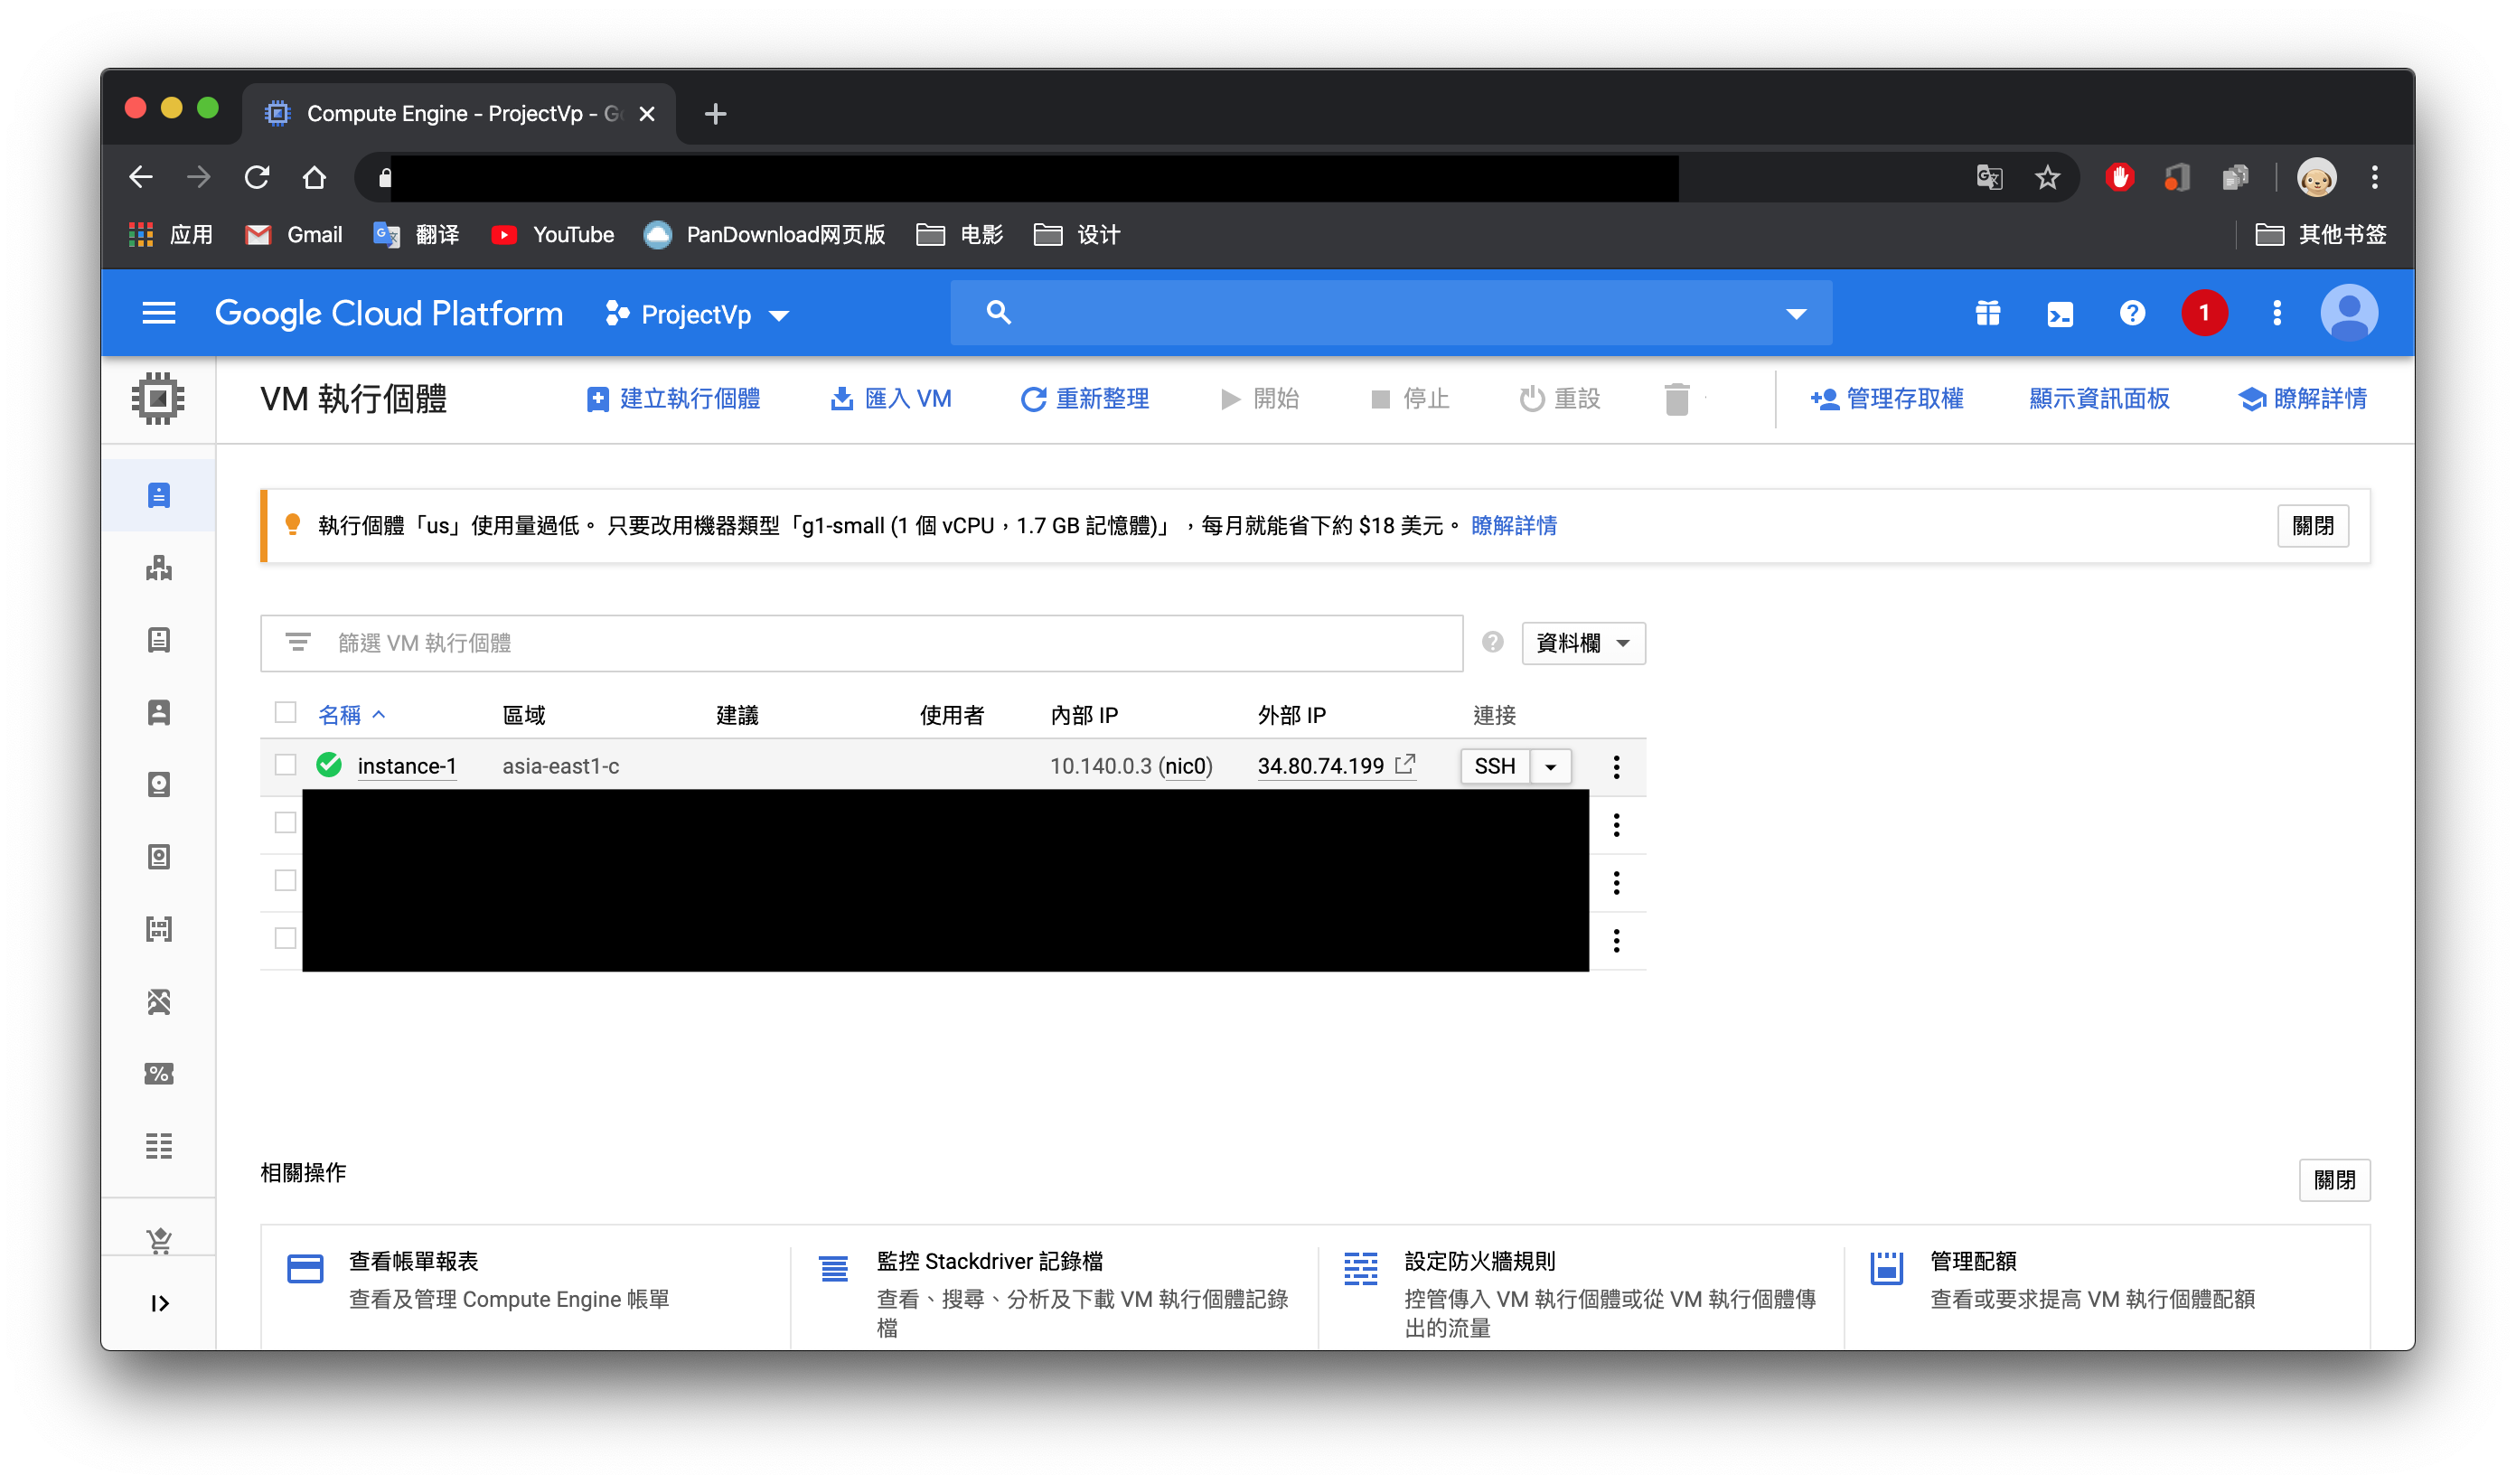 Compute Engine - ProjectVp - G
应用 Gmail 翻译 YouTube PanDownload网页版 电影 设计 其他书签
Google Cloud Platform ProjectVp 1
VM 執行個體 建立執行個體 匯入 VM 重新整理 開始 停止 重設 管理存取權 顯示資訊面板 瞭解詳情
執行個體「us」使用量過低。 只要改用機器類型「g1-small (1 個 vCPU，1.7 GB 記憶體)」，每月就能省下約 $18 美元。 瞭解詳情 關閉
篩選 VM 執行個體 資料欄
名稱 區域 建議 使用者 內部 IP 外部 IP 連接
instance-1 asia-east1-c 10.140.0.3 (nic0) 34.80.74.199 SSH
相關操作 關閉
查看帳單報表
查看及管理 Compute Engine 帳單
監控 Stackdriver 記錄檔
查看、搜尋、分析及下載 VM 執行個體記錄
檔
設定防火牆規則
控管傳入 VM 執行個體或從 VM 執行個體傳
出的流量
管理配額
查看或要求提高 VM 執行個體配額